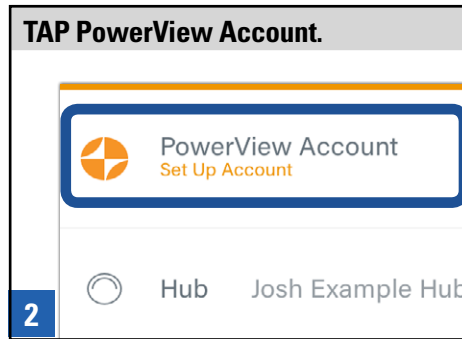 TAP PowerView Account.
PowerView Account
Set Up Account
Hub Josh Example Hub
2